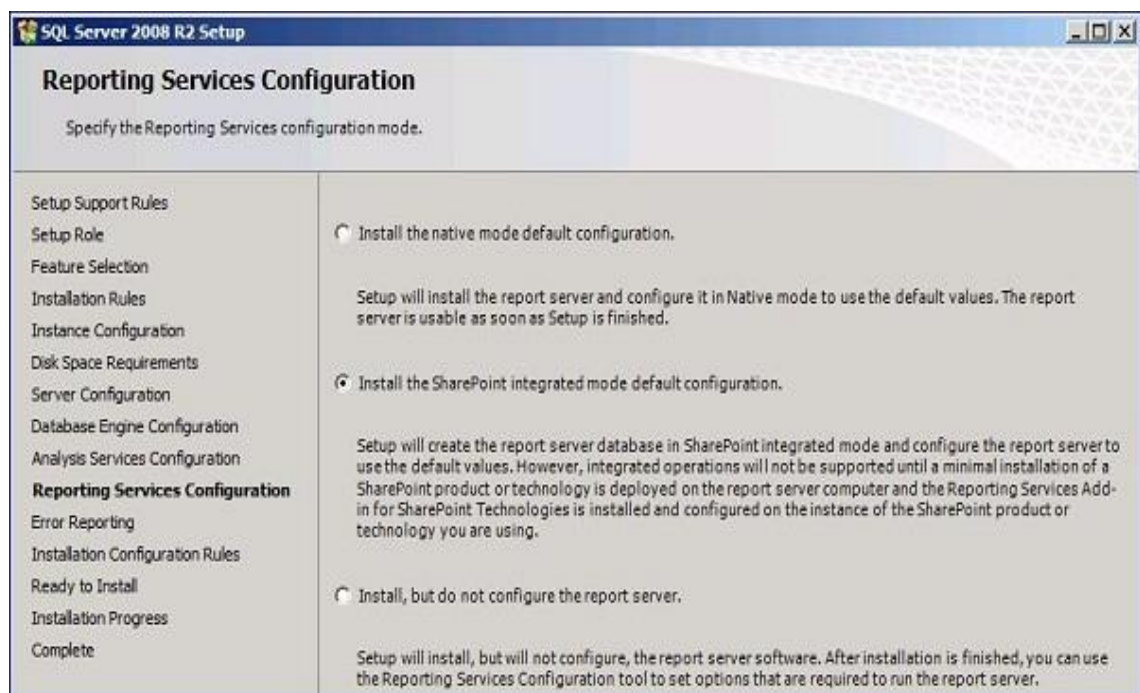 SQL Server 2008 R2 Setup
Reporting Services Configuration
Specify the Reporting Services configuration mode.
Setup Support Rules
Setup Role
Feature Selection
Installation Rules
Instance Configuration
Disk Space Requirements
Server Configuration
Database Engine Configuration
Analysis Services Configuration
Reporting Services Configuration
Error Reporting
Installation Configuration Rules
Ready to Install
Installation Progress
Complete
Install the native mode default configuration.
Setup will install the report server and configure it in Native mode to use the default values. The report
server is usable as soon as Setup is finished.
Install the SharePoint integrated mode default configuration.
Setup will create the report server database in SharePoint integrated mode and configure the report server to
use the default values. However, integrated operations will not be supported until a minimal installation of a
SharePoint product or technology is deployed on the report server computer and the Reporting Services Add-
in for SharePoint Technologies is installed and configured on the instance of the SharePoint product or
technology you are using.
Install, but do not configure the report server.
Setup will install, but will not configure, the report server software. After installation is finished, you can use
the Reporting Services Configuration tool to set options that are required to run the report server.